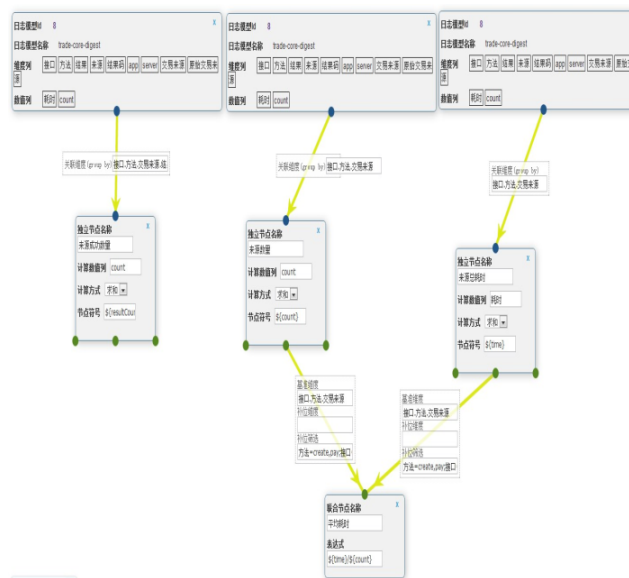 日志模型Id 8
日志模型名称 trade-core-digest
维度列 接口 方法 结果 来源 结果码 app server 交易来源 原始交易来源
数值列 耗时 count
日志模型Id 8
日志模型名称 trade-core-digest
维度列 接口 方法 结果 来源 结果码 app server 交易来源 原始交易来源
数值列 耗时 count
日志模型Id 8
日志模型名称 trade-core-digest
维度列 接口 方法 结果 来源 结果码 app server 交易来源 原始交易来源
数值列 耗时 count
关联维度(group by) 接口,方法,交易来源,结
关联维度(group by) 接口,方法,交易来源
关联维度(group by)
接口,方法,交易来源
独立节点名称
来源成功数量
计算数值列 count
计算方式 求和
节点符号 ${resultCour
独立节点名称
来源数量
计算数值列 count
计算方式 求和
节点符号 ${count}
独立节点名称
来源总耗时
计算数值列 耗时
计算方式 求和
节点符号 ${time}
基准维度
接口,方法,交易来源
补位维度
补位筛选
方法=create,pay;接口
基准维度
接口,方法,交易来源
补位维度
补位筛选
方法=create,pay;接口
联合节点名称
平均耗时
表达式
${time}/${count}